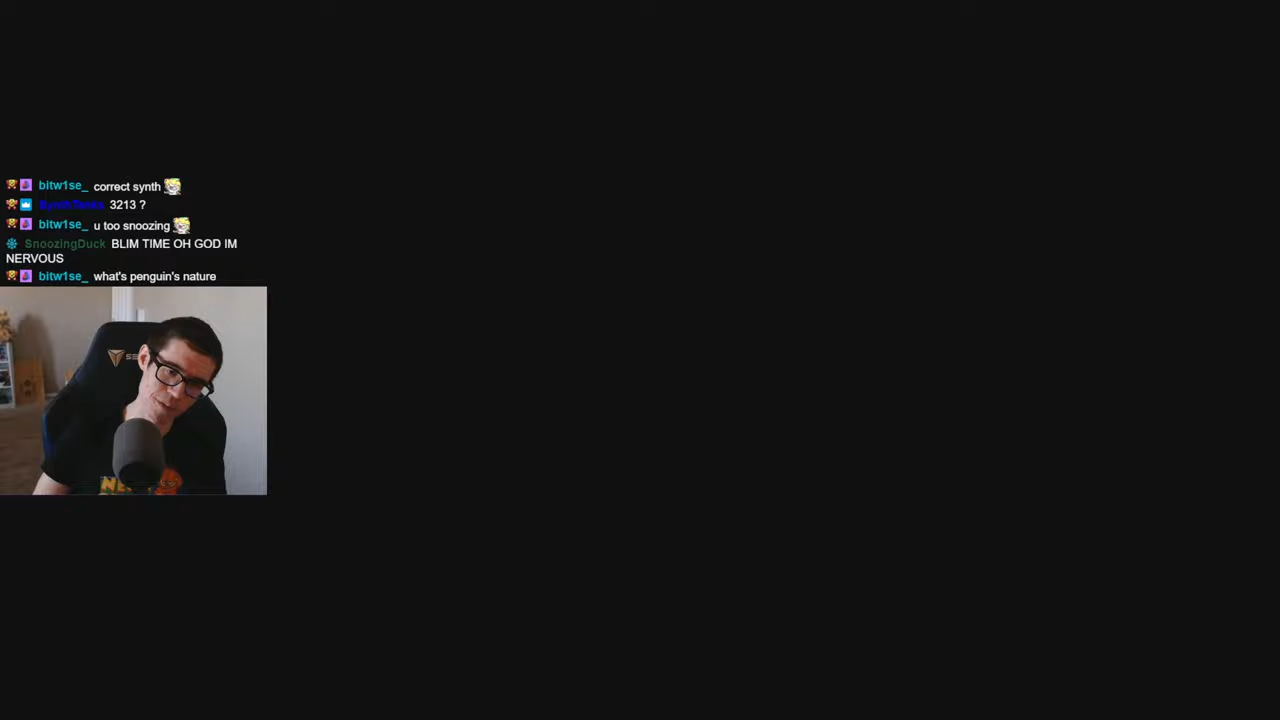 bitw1se_ correct synth
3213 ?
bitw1se_ u too snoozing
SnoozingDuck BLIM TIME OH GOD IM
NERVOUS
bitw1se_ what's penguin's nature